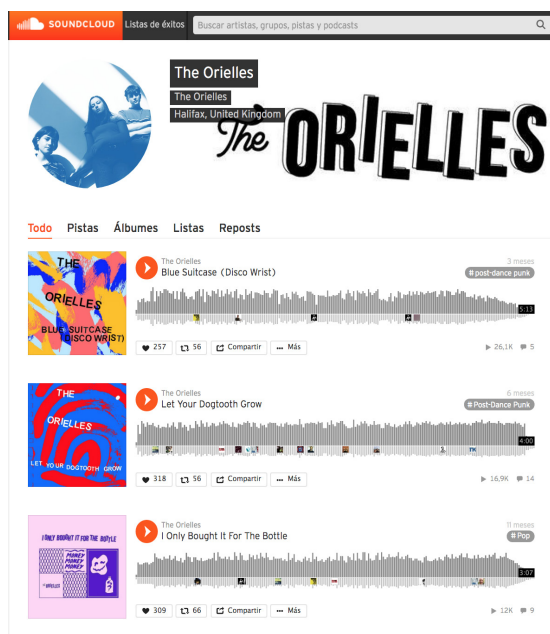 SOUNDCLOUD Listas de éxitos Buscar artistas, grupos, pistas y podcasts
The Orielles
The Orielles
Halifax, United Kingdom
The ORIELLES
Todo Pistas Álbumes Listas Reposts
THE
ORIELLES
BLUE SUITCASE
(DISCO WRIST)
The Orielles 3 meses
Blue Suitcase (Disco Wrist) # post-dance punk
5:13
257 56 Compartir Más 26,1K 5
THE
ORIELLES
LET YOUR DOGTOOTH GROW
The Orielles 6 meses
Let Your Dogtooth Grow # Post-Dance Punk
4:00
318 56 Compartir Más 16,9K 14
I ONLY BOUGHT IT FOR THE BOTTLE
MONEY
MONEY
MONEY
The Orielles 11 meses
I Only Bought It For The Bottle # Pop
3:07
309 66 Compartir Más 12K 9